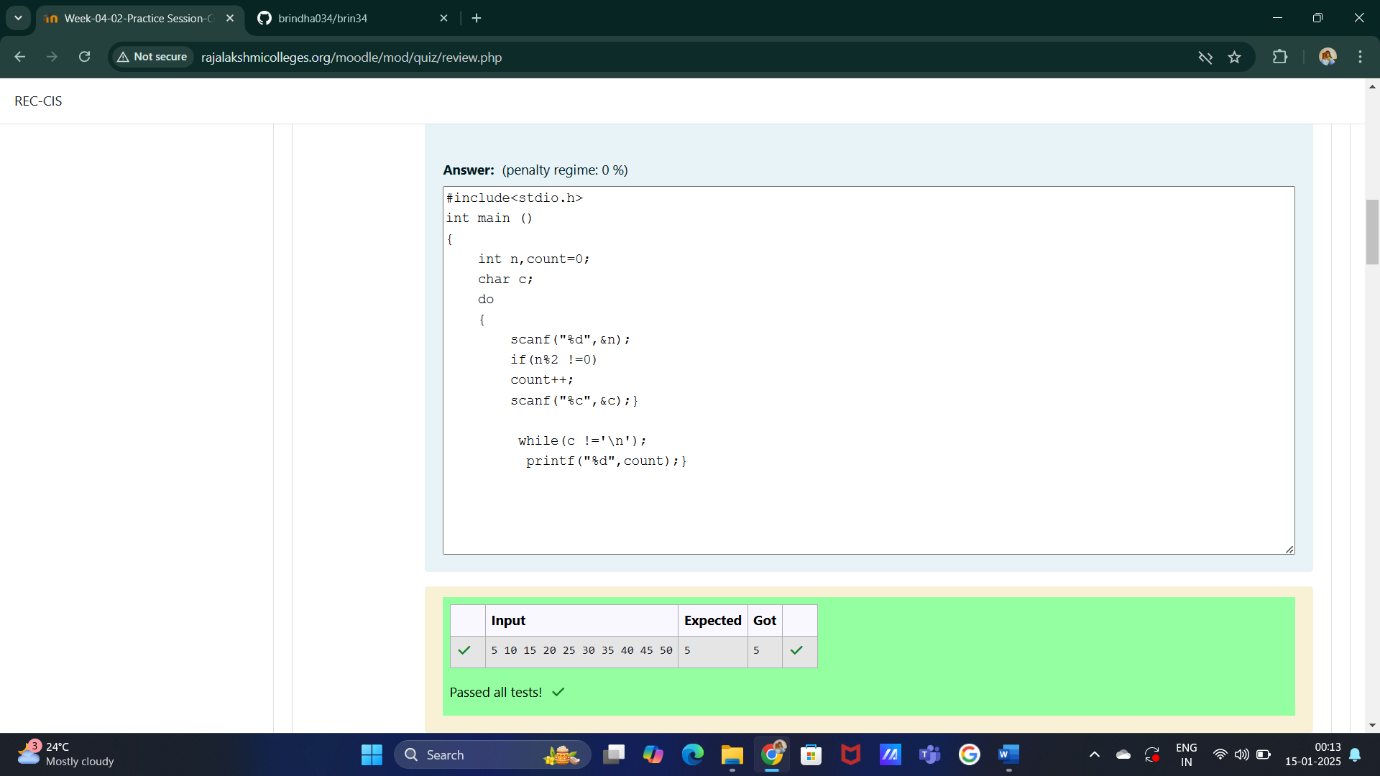 Week-04-02-Practice Session-C
brindha034/brin34
Not secure
rajalakshmicolleges.org/moodle/mod/quiz/review.php
REC-CIS
Answer: (penalty regime: 0 %)
#include<stdio.h>
int main ()
{
    int n,count=0;
    char c;
    do
    {
        scanf("%d",&n);
        if(n%2 !=0)
        count++;
        scanf("%c",&c);}
         while(c !='\n');
          printf("%d",count);}
Input Expected Got
5 10 15 20 25 30 35 40 45 50 5 5
Passed all tests!
3
24°C
Mostly cloudy
Search
W
ENG
IN
00:13
15-01-2025